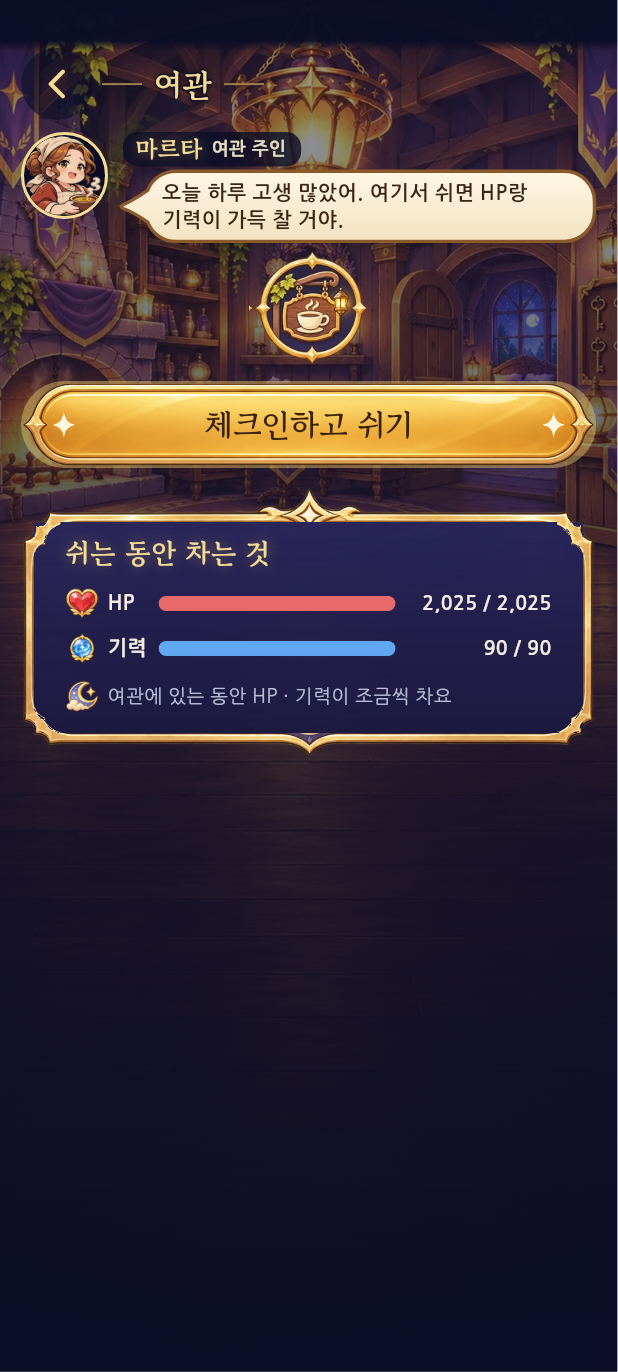 여관
마르타 여관 주인
오늘 하루 고생 많았어. 여기서 쉬면 HP랑
기력이 가득 찰 거야.
체크인하고 쉬기
쉬는 동안 차는 것
HP 2,025 / 2,025
기력 90 / 90
여관에 있는 동안 HP · 기력이 조금씩 차요